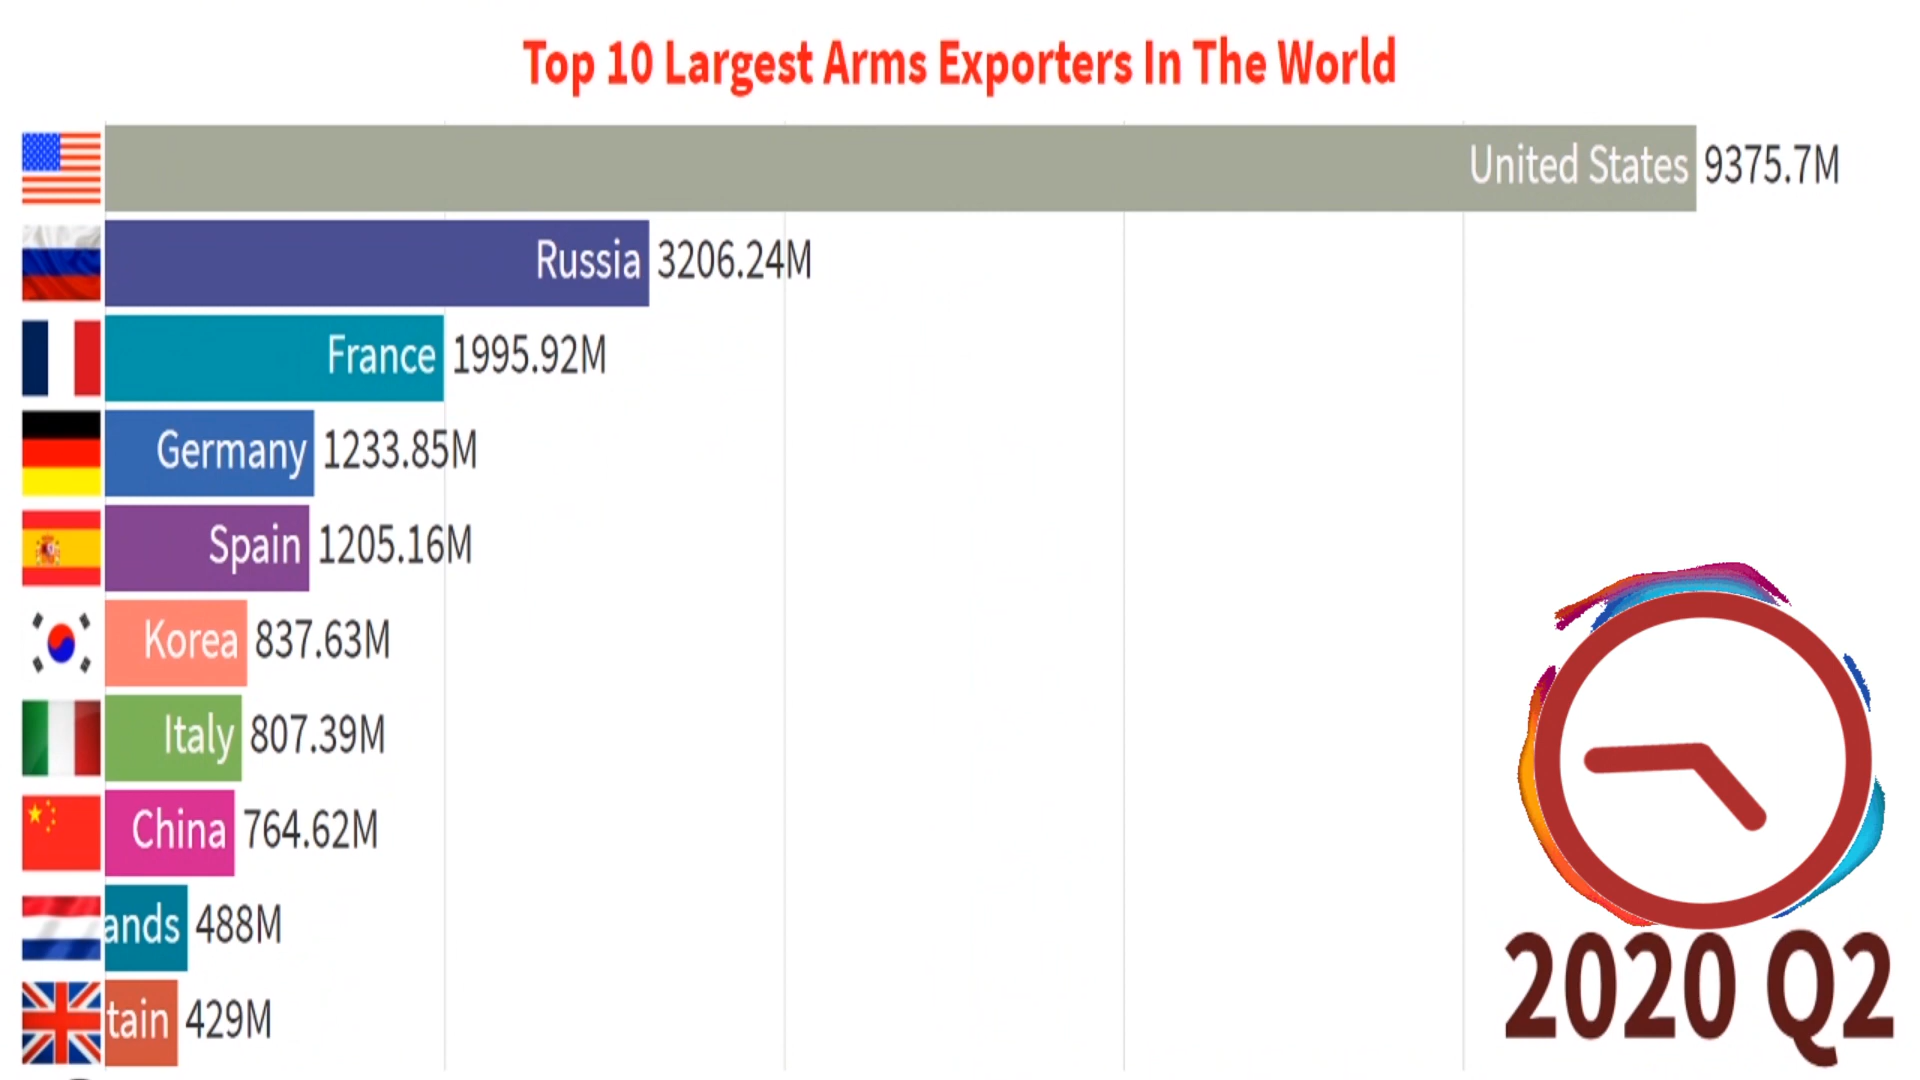 Top 10 Largest Arms Exporters In The World
United States 9375.7M
Russia 3206.24M
France 1995.92M
Germany 1233.85M
Spain 1205.16M
Korea 837.63M
Italy 807.39M
China 764.62M
ands 488M
tain 429M
2020 Q2